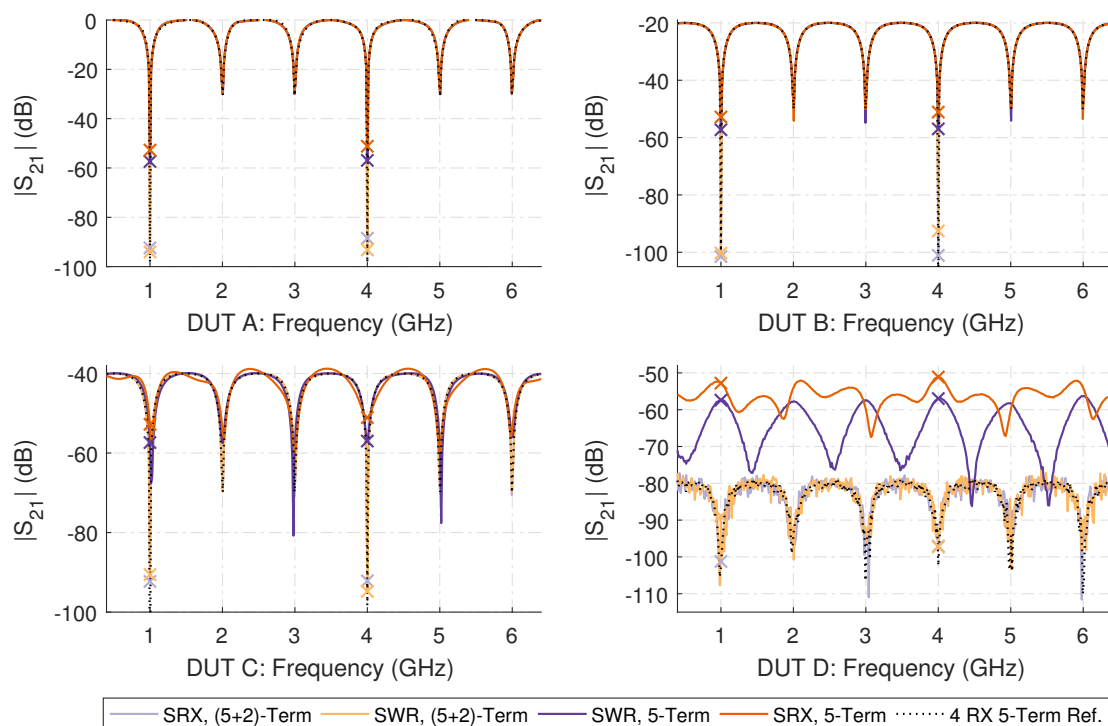 0
-20
-40
-60
-80
-100
|S21| (dB)
1 2 3 4 5 6
DUT A: Frequency (GHz)
-20
-40
-60
-80
-100
|S21| (dB)
1 2 3 4 5 6
DUT B: Frequency (GHz)
-40
-60
-80
-100
|S21| (dB)
1 2 3 4 5 6
DUT C: Frequency (GHz)
-50
-60
-70
-80
-90
-100
-110
|S21| (dB)
1 2 3 4 5 6
DUT D: Frequency (GHz)
SRX, (5+2)-Term SWR, (5+2)-Term SWR, 5-Term SRX, 5-Term 4 RX 5-Term Ref.